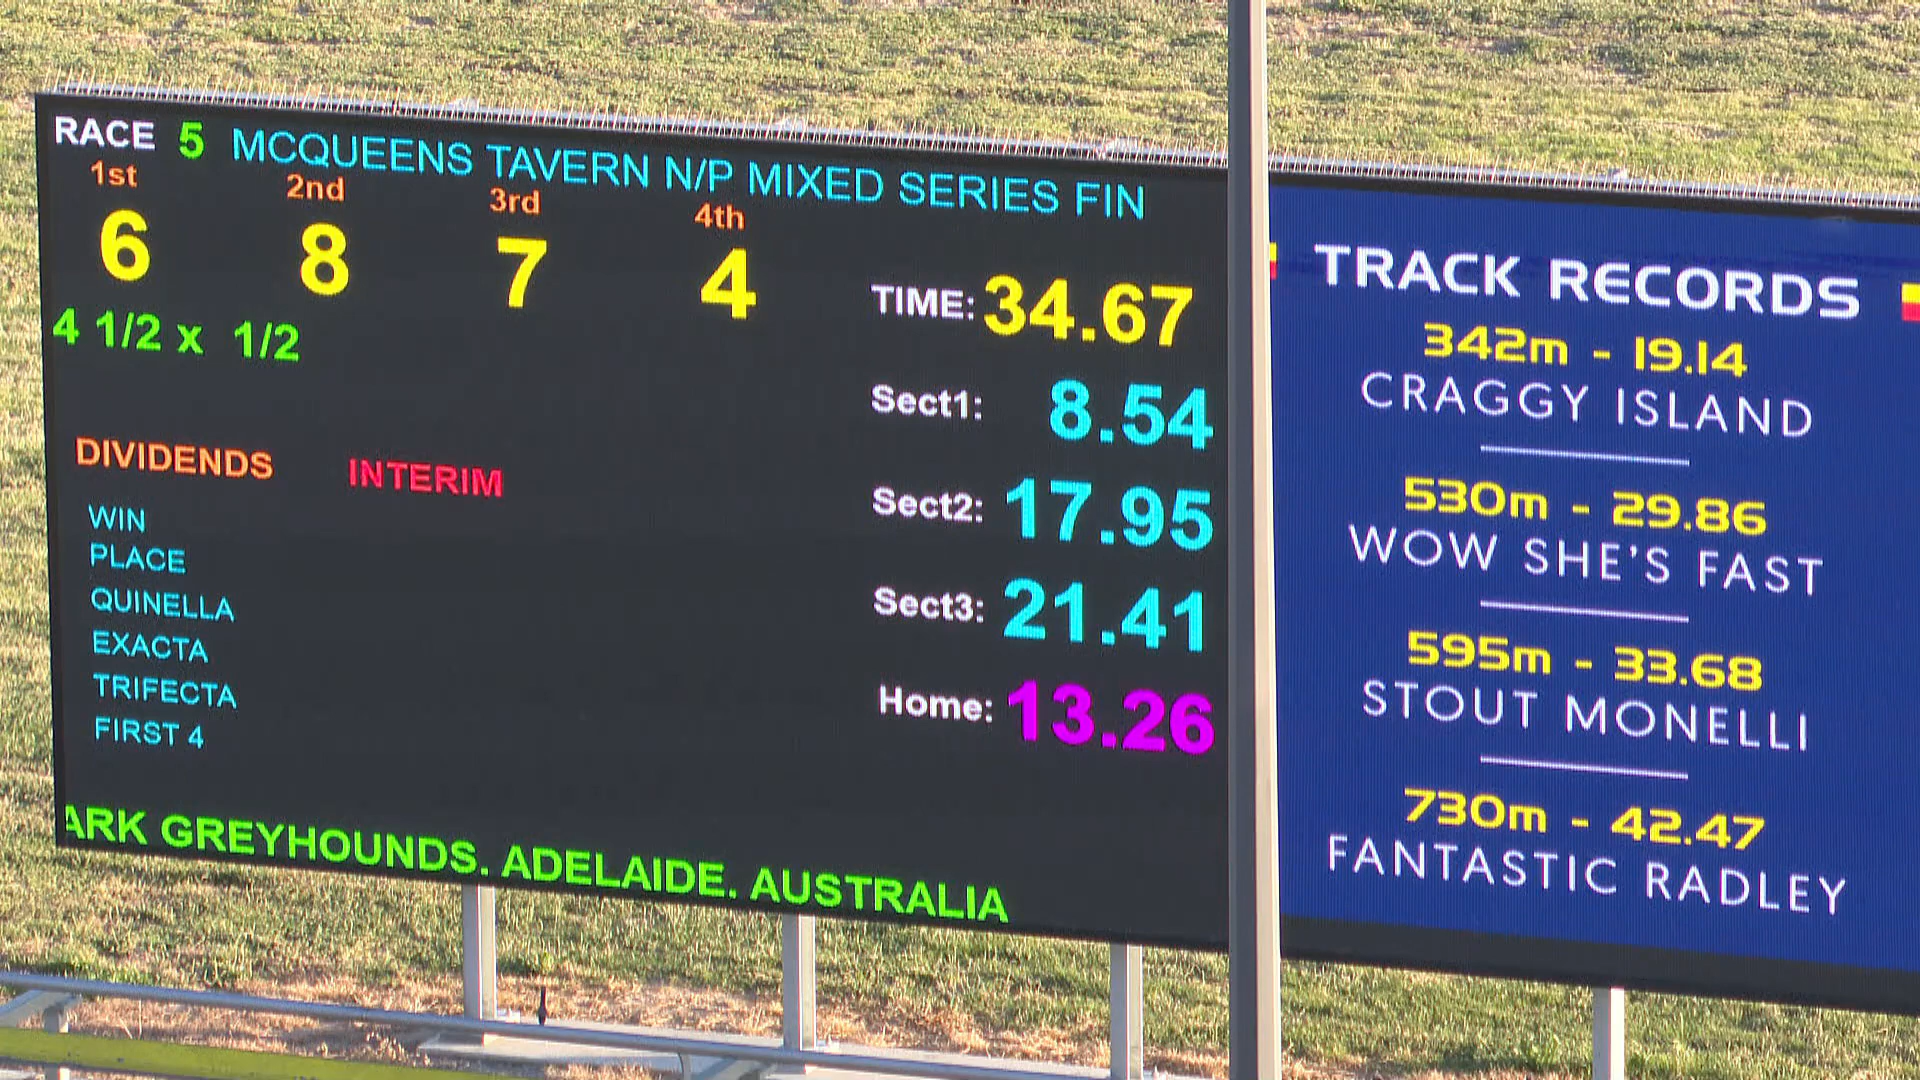 RACE 5 MCQUEENS TAVERN N/P MIXED SERIES FIN
1st 2nd 3rd 4th
6 8 7 4
4 1/2 x 1/2
TIME: 34.67
Sect1: 8.54
Sect2: 17.95
Sect3: 21.41
Home: 13.26
DIVIDENDS INTERIM
WIN
PLACE
QUINELLA
EXACTA
TRIFECTA
FIRST 4
ARK GREYHOUNDS. ADELAIDE. AUSTRALIA
TRACK RECORDS
342m - 19.14
CRAGGY ISLAND
530m - 29.86
WOW SHE'S FAST
595m - 33.68
STOUT MONELLI
730m - 42.47
FANTASTIC RADLEY